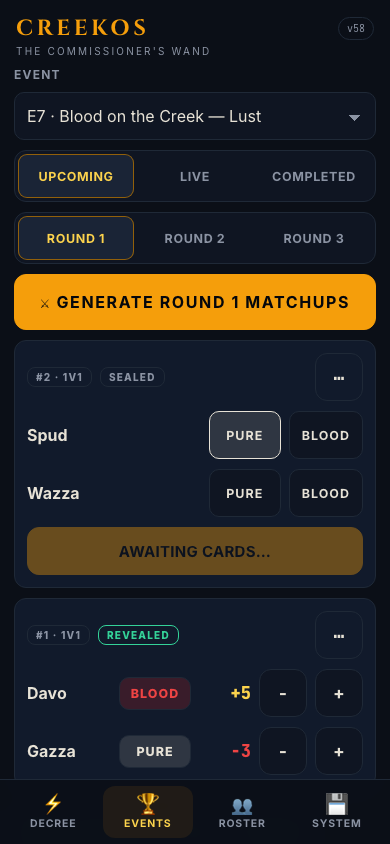 CREEKOS
v58
THE COMMISSIONER'S WAND
EVENT
E7 · Blood on the Creek — Lust
UPCOMING LIVE COMPLETED
ROUND 1 ROUND 2 ROUND 3
⚔ GENERATE ROUND 1 MATCHUPS
#2 · 1V1 SEALED …
Spud PURE BLOOD
Wazza PURE BLOOD
AWAITING CARDS…
#1 · 1V1 REVEALED …
Davo BLOOD +5 - +
Gazza PURE -3 - +
DECREE EVENTS ROSTER SYSTEM